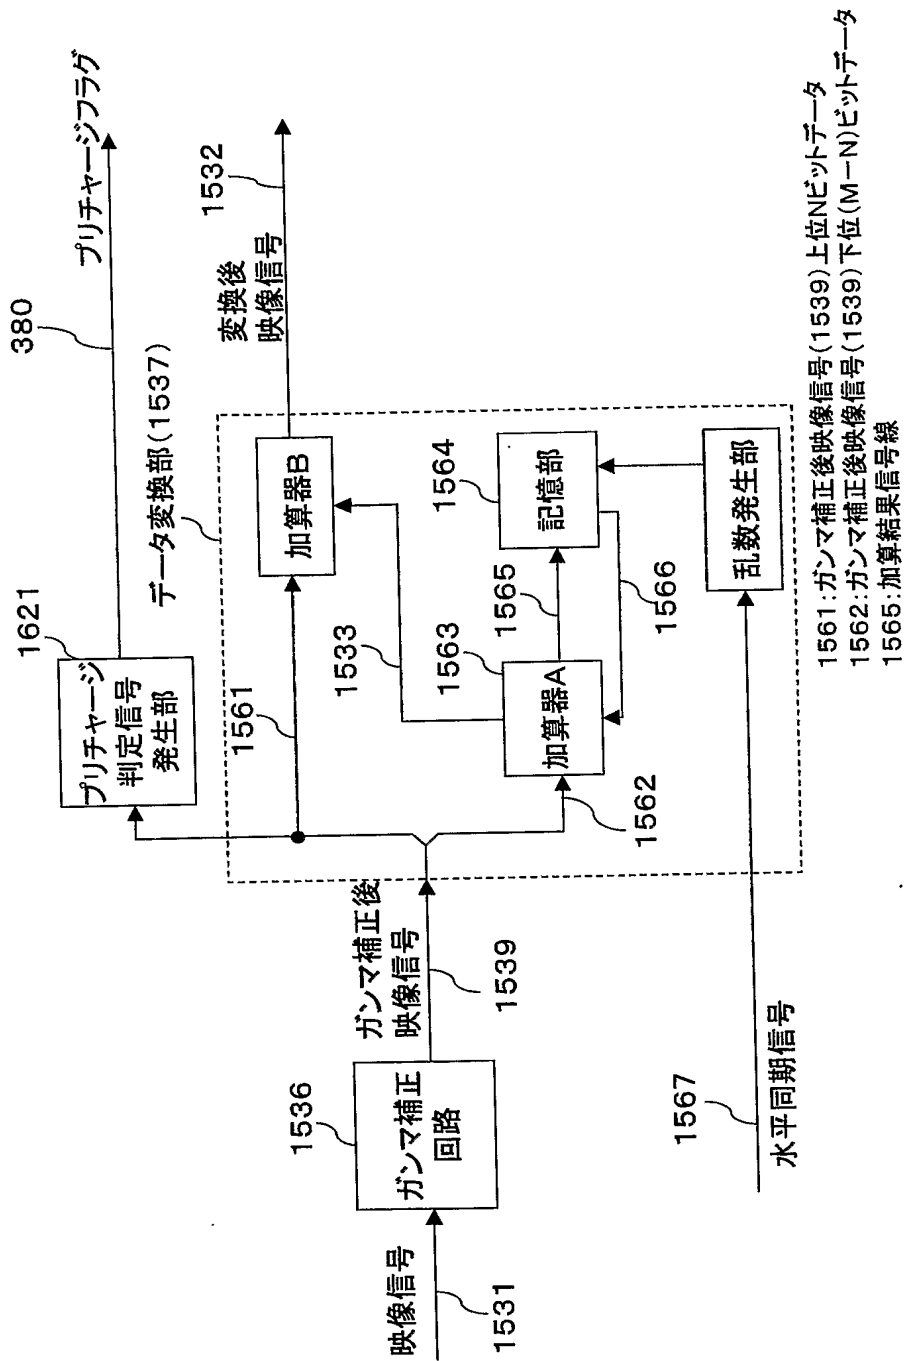 プリチャージフラグ
380
1621
プリチャージ
判定信号
発生部
データ変換部(1537)
1532
変換後
映像信号
加算器B
1561
1533
1563
加算器A
1565
1564
記憶部
1566
1562
乱数発生部
ガンマ補正後
映像信号
1539
1536
ガンマ補正
回路
映像信号
1531
1567
水平同期信号
1561:ガンマ補正後映像信号(1539)上位Nビットデータ
1562:ガンマ補正後映像信号(1539)下位(M−N)ビットデータ
1565:加算結果信号線